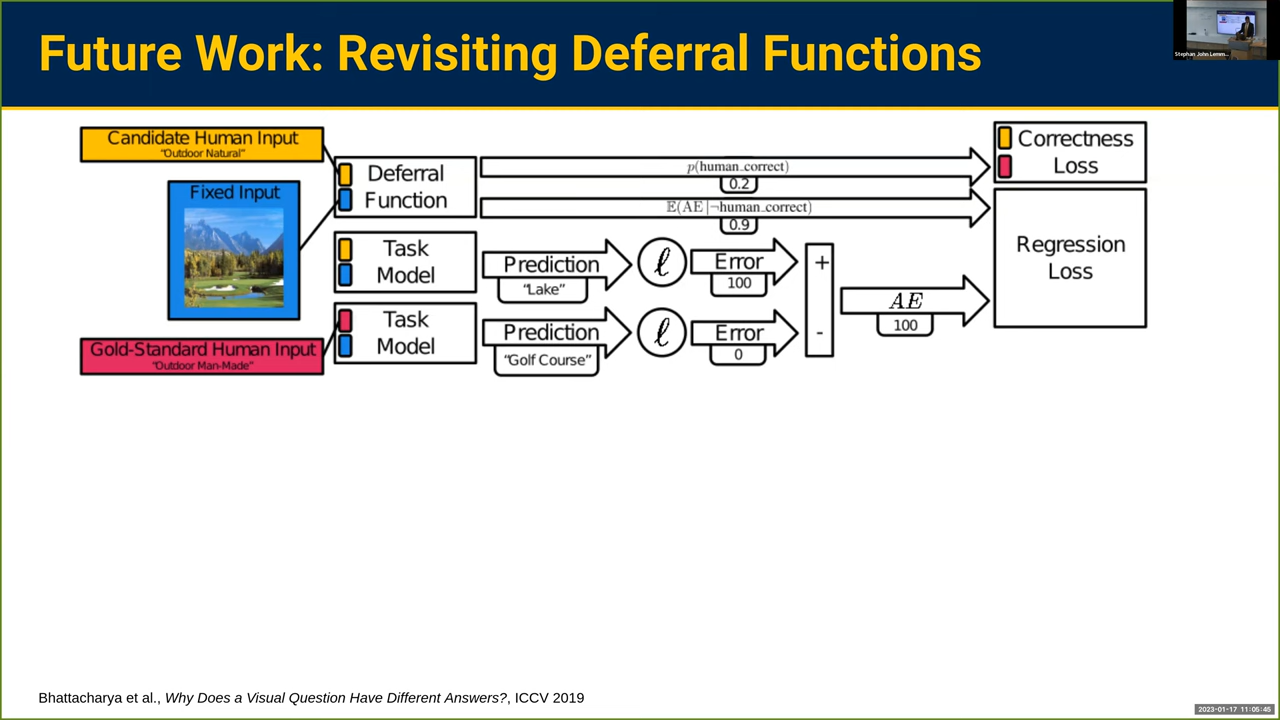 Future Work: Revisiting Deferral Functions
Stephan John Lemm...
Candidate Human Input
"Outdoor Natural"
Fixed Input
Gold-Standard Human Input
"Outdoor Man-Made"
Deferral
Function
Task
Model
Task
Model
p(human_correct)
0.2
𝔼(AE |¬human_correct)
0.9
Prediction
"Lake"
ℓ
Error
100
Prediction
"Golf Course"
ℓ
Error
0
+
-
AE
100
Correctness
Loss
Regression
Loss
Bhattacharya et al., Why Does a Visual Question Have Different Answers?, ICCV 2019
2023-01-17 11:05:45